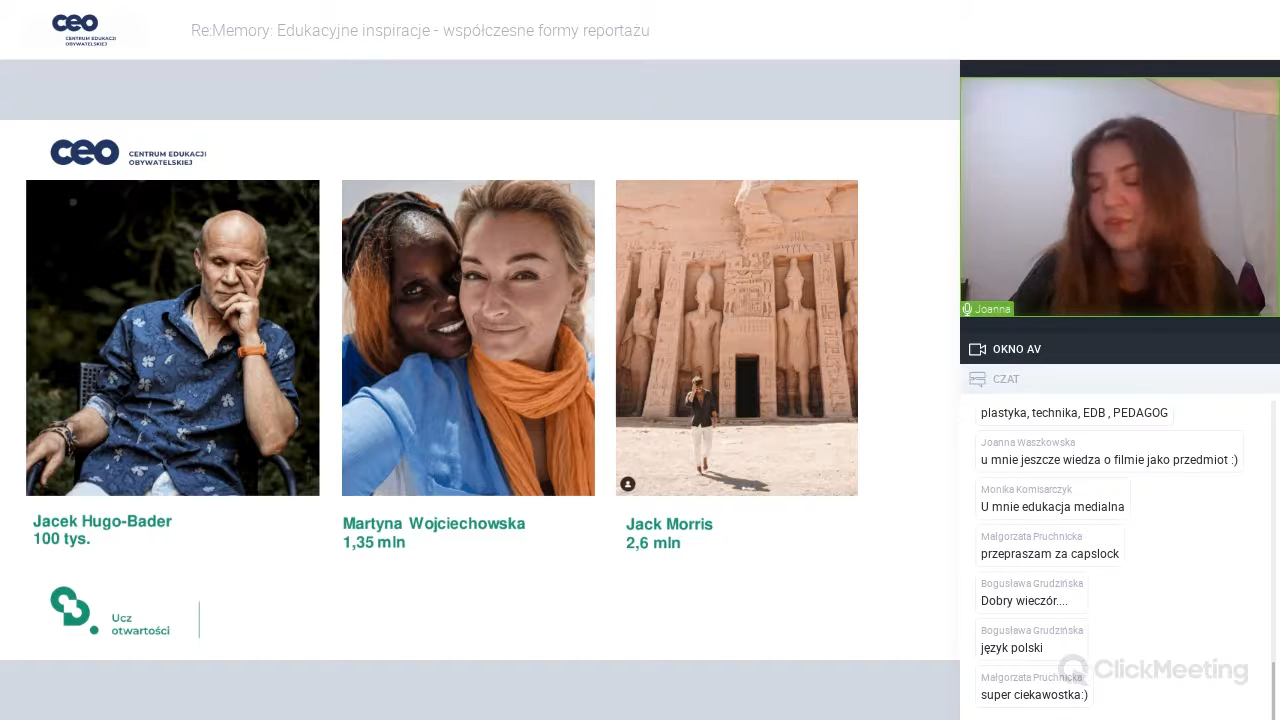 ceo
CENTRUM EDUKACJI
OBYWATELSKIEJ
Re:Memory: Edukacyjne inspiracje - współczesne formy reportażu
ceo
CENTRUM EDUKACJI
OBYWATELSKIEJ
Jacek Hugo-Bader
100 tys.
Martyna Wojciechowska
1,35 mln
Jack Morris
2,6 mln
Ucz
otwartości
Joanna
OKNO AV
CZAT
plastyka, technika, EDB , PEDAGOG
Joanna Waszkowska
u mnie jeszcze wiedza o filmie jako przedmiot :)
Monika Komisarczyk
U mnie edukacja medialna
Małgorzata Pruchnicka
przepraszam za capslock
Bogusława Grudzińska
Dobry wieczór....
Bogusława Grudzińska
język polski
Małgorzata Pruchnicka
super ciekawostka:)
ClickMeeting